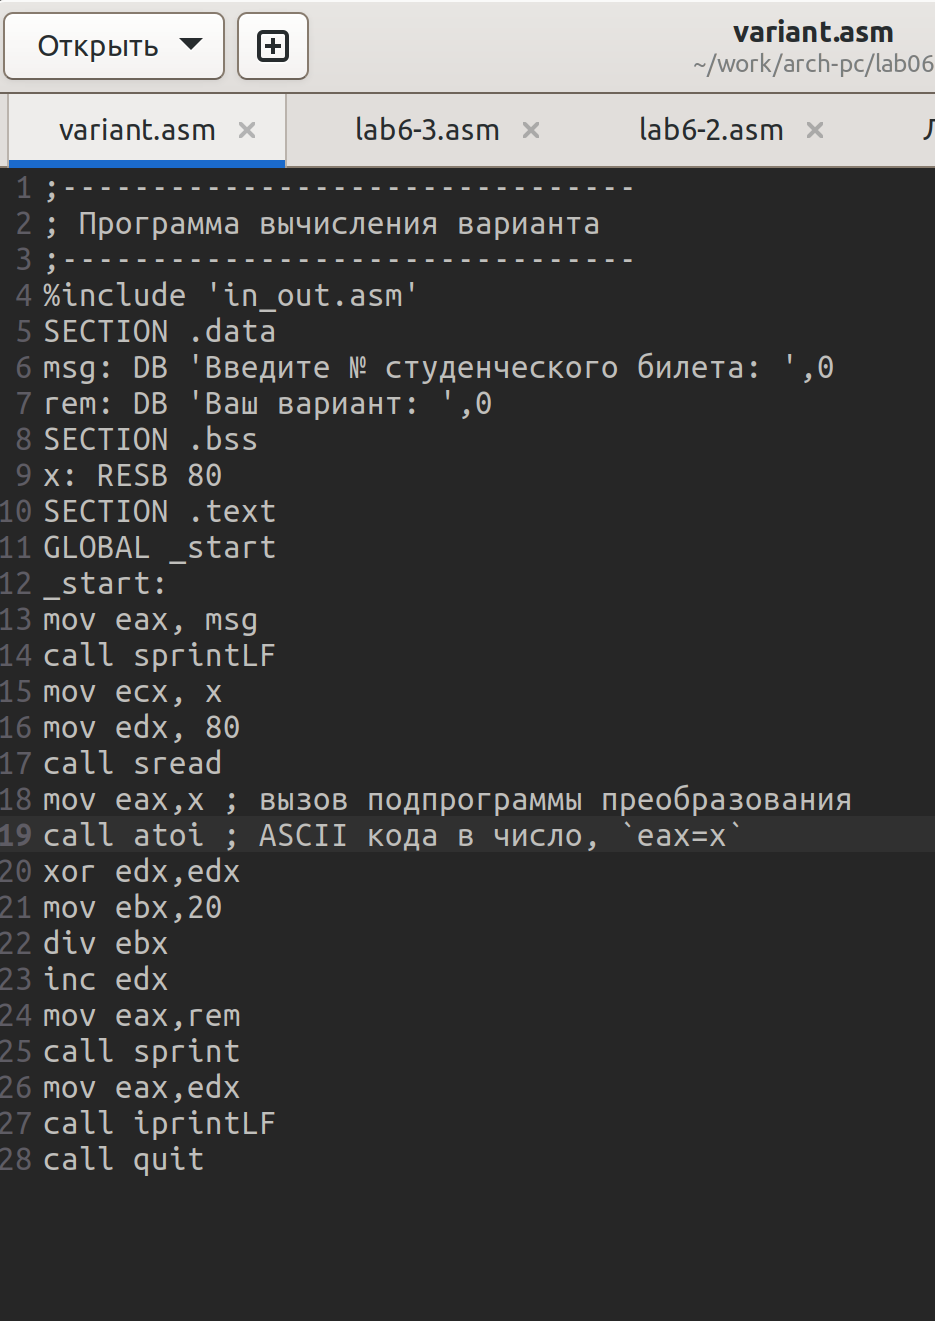 Открыть
variant.asm
~/work/arch-pc/lab06
variant.asm × lab6-3.asm × lab6-2.asm ×
1 ;--------------------------------
2 ; Программа вычисления варианта
3 ;--------------------------------
4 %include 'in_out.asm'
5 SECTION .data
6 msg: DB 'Введите № студенческого билета: ',0
7 rem: DB 'Ваш вариант: ',0
8 SECTION .bss
9 x: RESB 80
10 SECTION .text
11 GLOBAL _start
12 _start:
13 mov eax, msg
14 call sprintLF
15 mov ecx, x
16 mov edx, 80
17 call sread
18 mov eax,x ; вызов подпрограммы преобразования
19 call atoi ; ASCII кода в число, `eax=x`
20 xor edx,edx
21 mov ebx,20
22 div ebx
23 inc edx
24 mov eax,rem
25 call sprint
26 mov eax,edx
27 call iprintLF
28 call quit